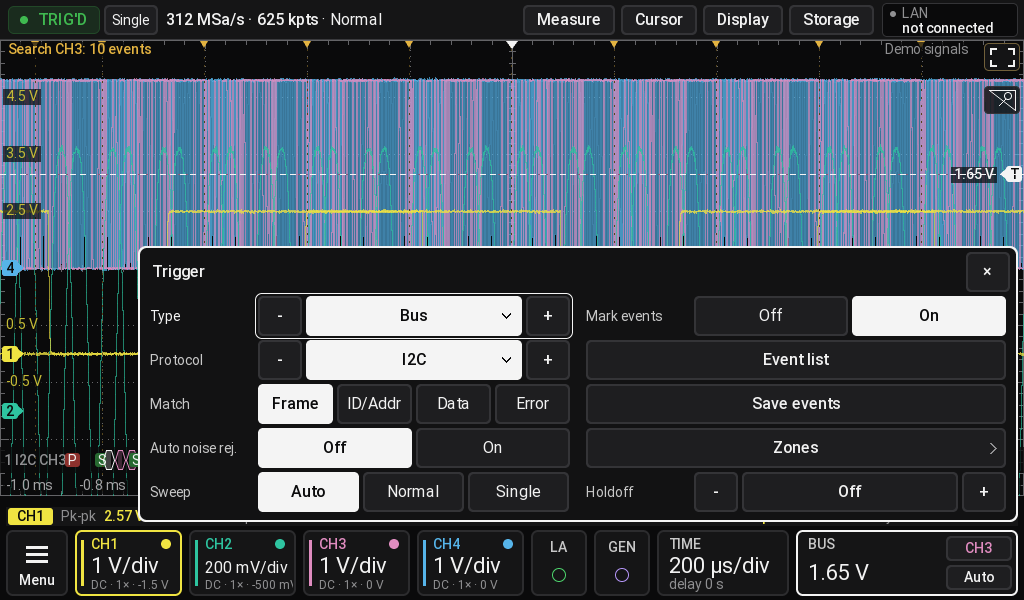 TRIG'D Single 312 MSa/s · 625 kpts · Normal Measure Cursor Display Storage LAN not connected
Search CH3: 10 events Demo signals
4.5 V
3.5 V
1.65 V T
2.5 V
4
0.5 V
1
-0.5 V
2
1 I2C CH3 P S S
-1.0 ms -0.8 ms
Trigger ×
Type - Bus + Mark events Off On
Protocol - I2C + Event list
Match Frame ID/Addr Data Error Save events
Auto noise rej. Off On Zones
Sweep Auto Normal Single Holdoff - Off +
CH1 Pk-pk 2.57 V
Menu
CH1 1 V/div DC · 1× · -1.5 V
CH2 200 mV/div DC · 1× · -500 mV
CH3 1 V/div DC · 1× · 0 V
CH4 1 V/div DC · 1× · 0 V
LA
GEN
TIME 200 µs/div delay 0 s
BUS 1.65 V CH3 Auto